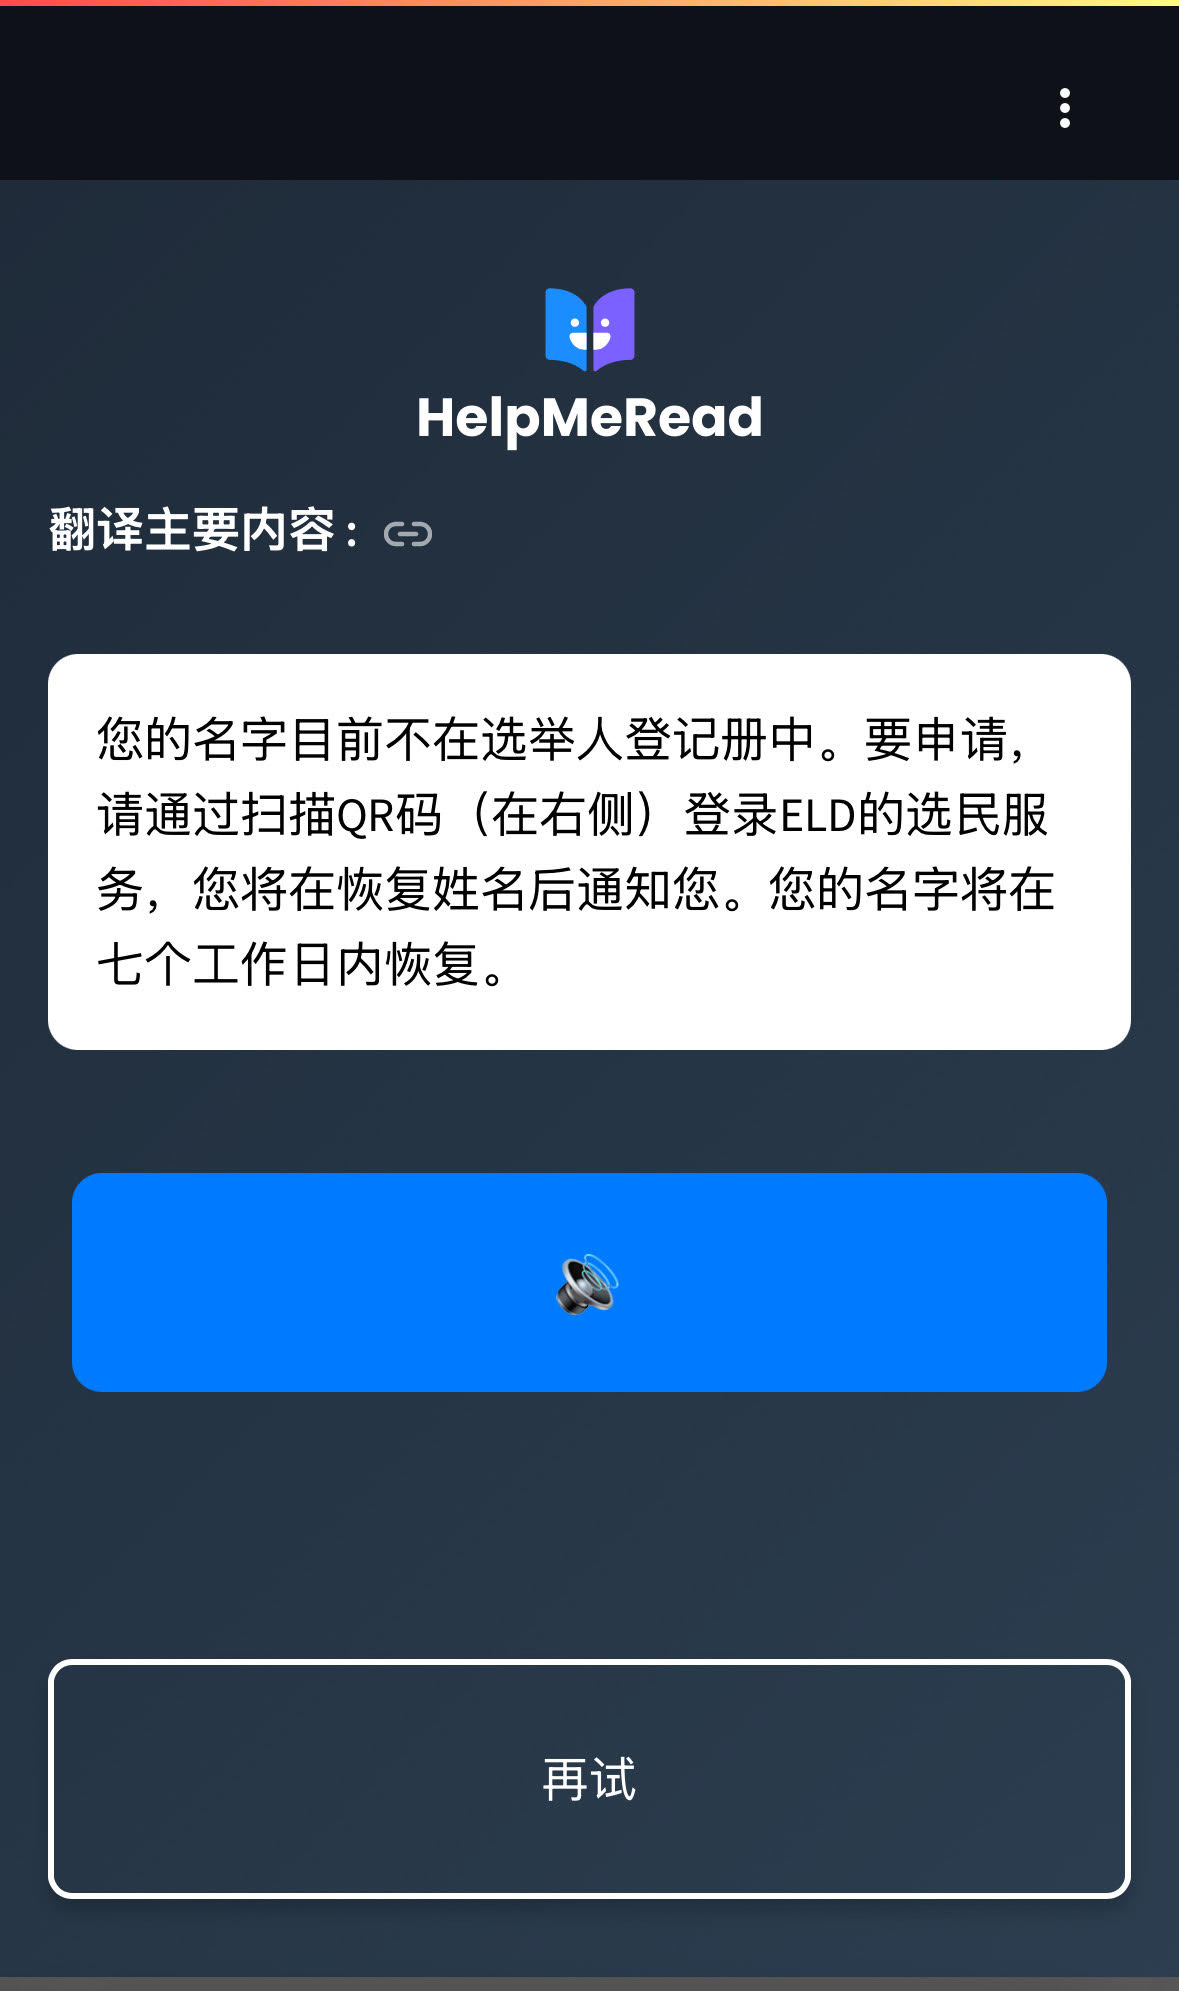 HelpMeRead
翻译主要内容：
您的名字目前不在选举人登记册中。要申请，
请通过扫描QR码（在右侧）登录ELD的选民服
务，您将在恢复姓名后通知您。您的名字将在
七个工作日内恢复。
再试